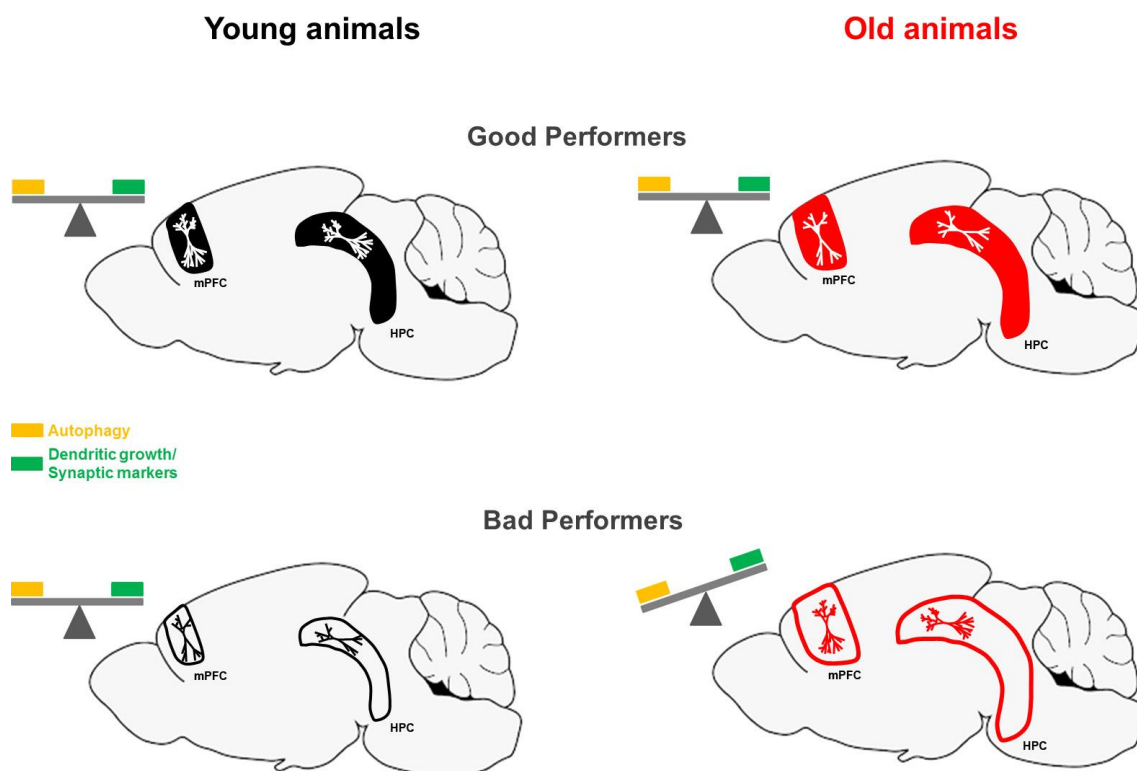 Young animals
Old animals
Good Performers
mPFC
HPC
mPFC
HPC
Autophagy
Dendritic growth/
Synaptic markers
Bad Performers
mPFC
HPC
mPFC
HPC